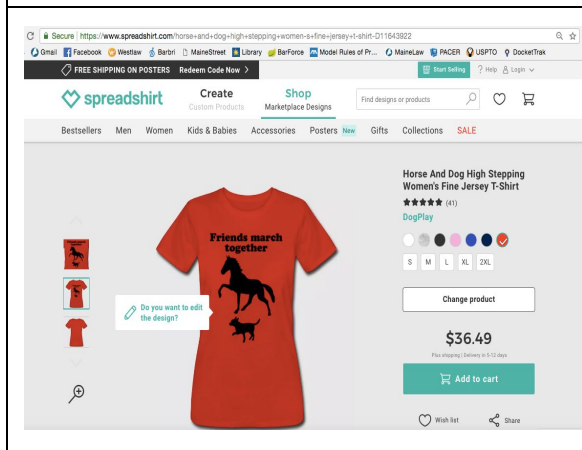 Secure | https://www.spreadshirt.com/horse+and+dog+high+stepping+women-s+fine+jersey+t-shirt-D11643922
Gmail Facebook Westlaw Barbri MaineStreet Library BarForce Model Rules of Pr... MaineLaw PACER USPTO DocketTrak
FREE SHIPPING ON POSTERS Redeem Code Now > Start Selling ? Help Login
spreadshirt Create Shop
Custom Products Marketplace Designs Find designs or products
Bestsellers Men Women Kids & Babies Accessories Posters New Gifts Collections SALE
Horse And Dog High Stepping
Women's Fine Jersey T-Shirt
(41)
DogPlay
Friends march
together
S M L XL 2XL
Do you want to edit
the design?
Change product
$36.49
Plus shipping | Delivery in 5-12 days
Add to cart
Wish list Share